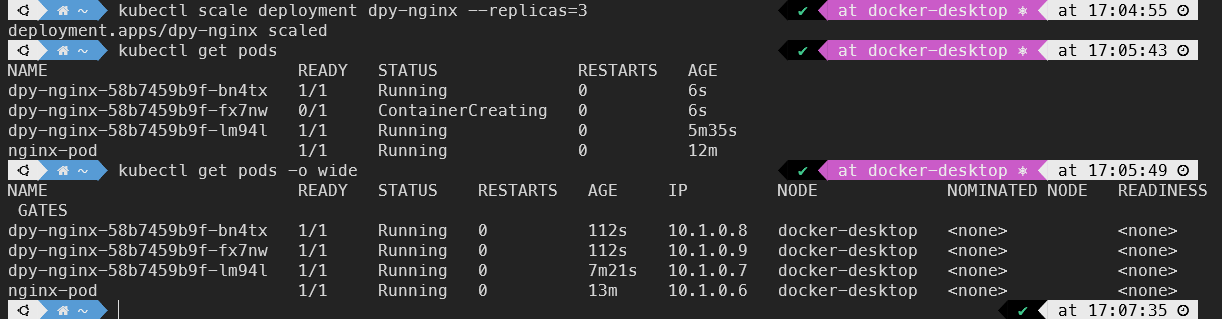 ~ kubectl scale deployment dpy-nginx --replicas=3 ✔ at docker-desktop ⎈ at 17:04:55
deployment.apps/dpy-nginx scaled
~ kubectl get pods ✔ at docker-desktop ⎈ at 17:05:43
NAME READY STATUS RESTARTS AGE
dpy-nginx-58b7459b9f-bn4tx 1/1 Running 0 6s
dpy-nginx-58b7459b9f-fx7nw 0/1 ContainerCreating 0 6s
dpy-nginx-58b7459b9f-lm94l 1/1 Running 0 5m35s
nginx-pod 1/1 Running 0 12m
~ kubectl get pods -o wide ✔ at docker-desktop ⎈ at 17:05:49
NAME READY STATUS RESTARTS AGE IP NODE NOMINATED NODE READINESS
GATES
dpy-nginx-58b7459b9f-bn4tx 1/1 Running 0 112s 10.1.0.8 docker-desktop <none> <none>
dpy-nginx-58b7459b9f-fx7nw 1/1 Running 0 112s 10.1.0.9 docker-desktop <none> <none>
dpy-nginx-58b7459b9f-lm94l 1/1 Running 0 7m21s 10.1.0.7 docker-desktop <none> <none>
nginx-pod 1/1 Running 0 13m 10.1.0.6 docker-desktop <none> <none>
~ ✔ at 17:07:35